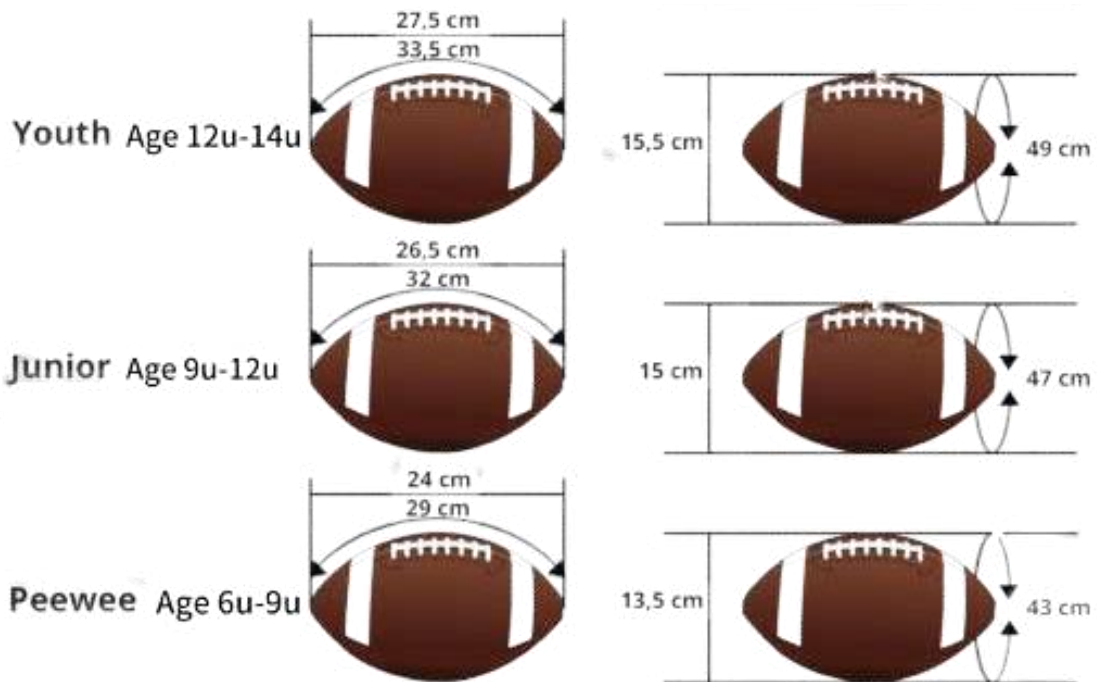 27,5 cm
33,5 cm
Youth Age 12u-14u
15,5 cm
49 cm
26,5 cm
32 cm
Junior Age 9u-12u
15 cm
47 cm
24 cm
29 cm
Peewee Age 6u-9u
13,5 cm
43 cm